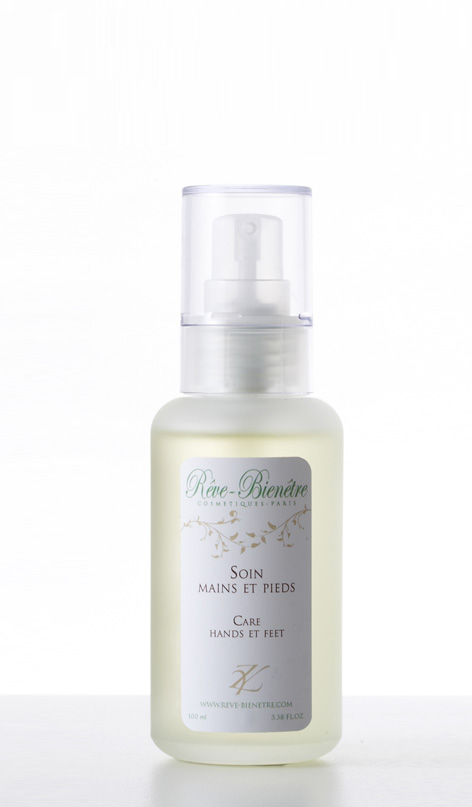 Rêve-Bienêtre
COSMETIQUES-PARIS
SOIN
MAINS ET PIEDS
CARE
HANDS ET FEET
WWW.REVE-BIENETRE.COM
100 ml 3.38 FL.OZ